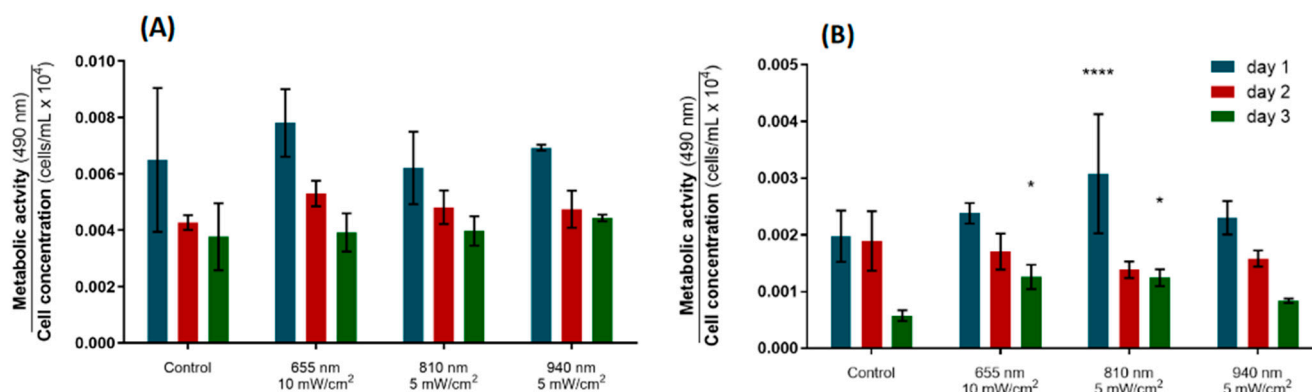 (A)
Metabolic actvity (490 nm)
Cell concentration (cells/mL x 10⁴)
0.010
0.008
0.006
0.004
0.002
0.000
Control
655 nm
10 mW/cm²
810 nm
5 mW/cm²
940 nm
5 mW/cm²
(B)
Metabolic actvity (490 nm)
Cell concentration (cells/mL x 10⁴)
0.005
0.004
0.003
0.002
0.001
0.000
****
*
*
day 1
day 2
day 3
Control
655 nm
10 mW/cm²
810 nm
5 mW/cm²
940 nm
5 mW/cm²